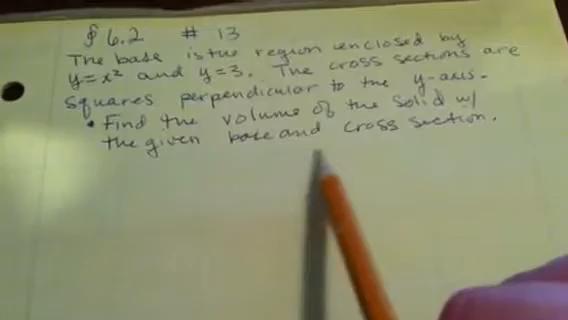 § 6.2 # 13
The base is the region enclosed by
y=x² and y=3. The cross sections are
squares perpendicular to the y-axis.
• Find the volume of the solid w/
the given base and cross section.